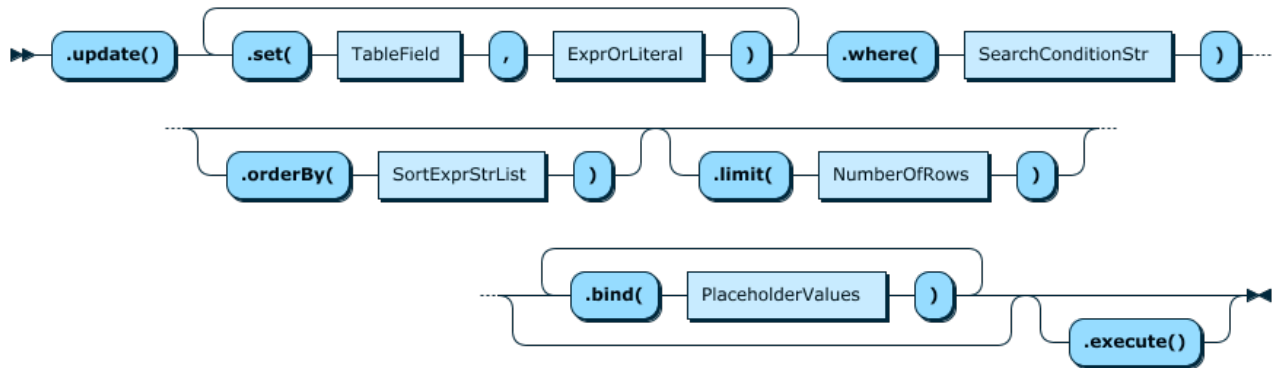 .update() .set( TableField , ExprOrLiteral ) .where( SearchConditionStr )
.orderBy( SortExprStrList ) .limit( NumberOfRows )
.bind( PlaceholderValues )
.execute()